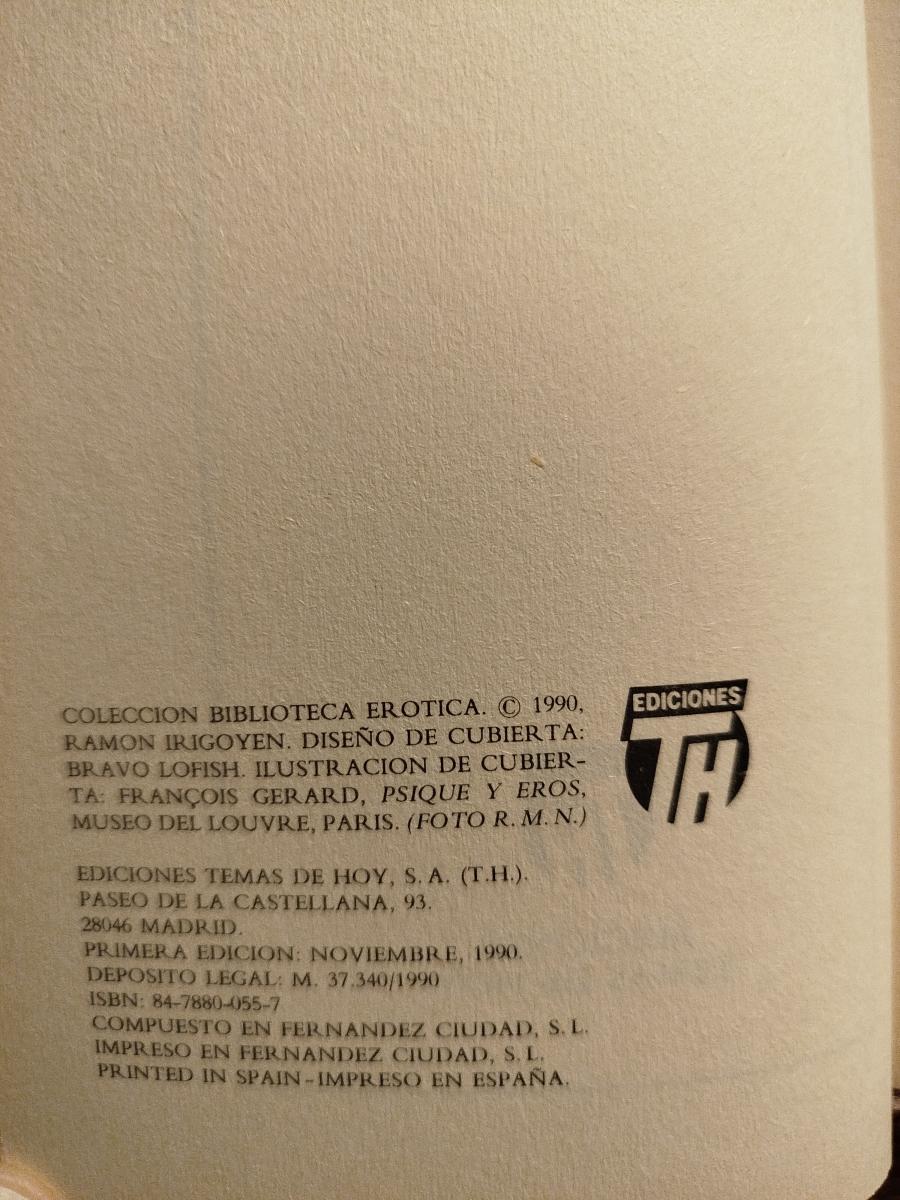 COLECCION BIBLIOTECA EROTICA. © 1990,
RAMON IRIGOYEN. DISEÑO DE CUBIERTA:
BRAVO LOFISH. ILUSTRACION DE CUBIER-
TA: FRANÇOIS GERARD, PSIQUE Y EROS,
MUSEO DEL LOUVRE, PARIS. (FOTO R. M. N.)
EDICIONES
TH
EDICIONES TEMAS DE HOY, S. A. (T.H.).
PASEO DE LA CASTELLANA, 93.
28046 MADRID.
PRIMERA EDICION: NOVIEMBRE, 1990.
DEPOSITO LEGAL: M. 37.340/1990
ISBN: 84-7880-055-7
COMPUESTO EN FERNANDEZ CIUDAD, S. L.
IMPRESO EN FERNANDEZ CIUDAD, S. L.
PRINTED IN SPAIN-IMPRESO EN ESPAÑA.